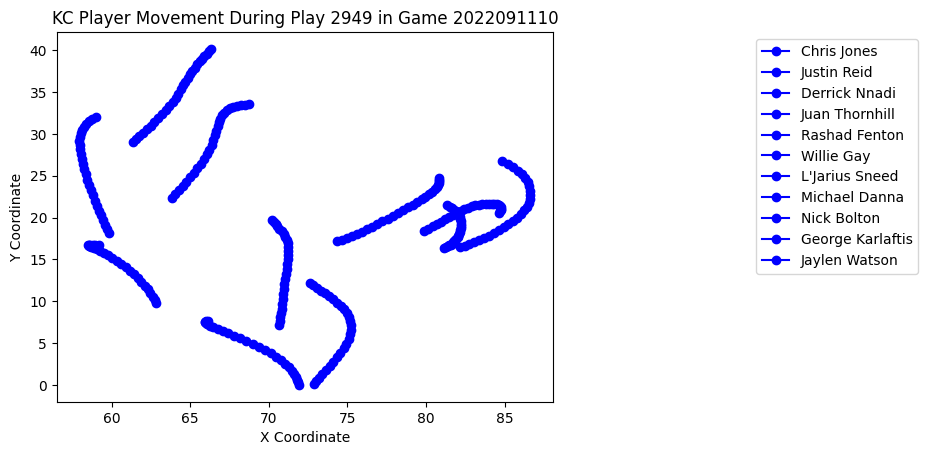 KC Player Movement During Play 2949 in Game 2022091110
40
35
30
25
20
15
10
5
0
Y Coordinate
60 65 70 75 80 85
X Coordinate
Chris Jones
Justin Reid
Derrick Nnadi
Juan Thornhill
Rashad Fenton
Willie Gay
L'Jarius Sneed
Michael Danna
Nick Bolton
George Karlaftis
Jaylen Watson